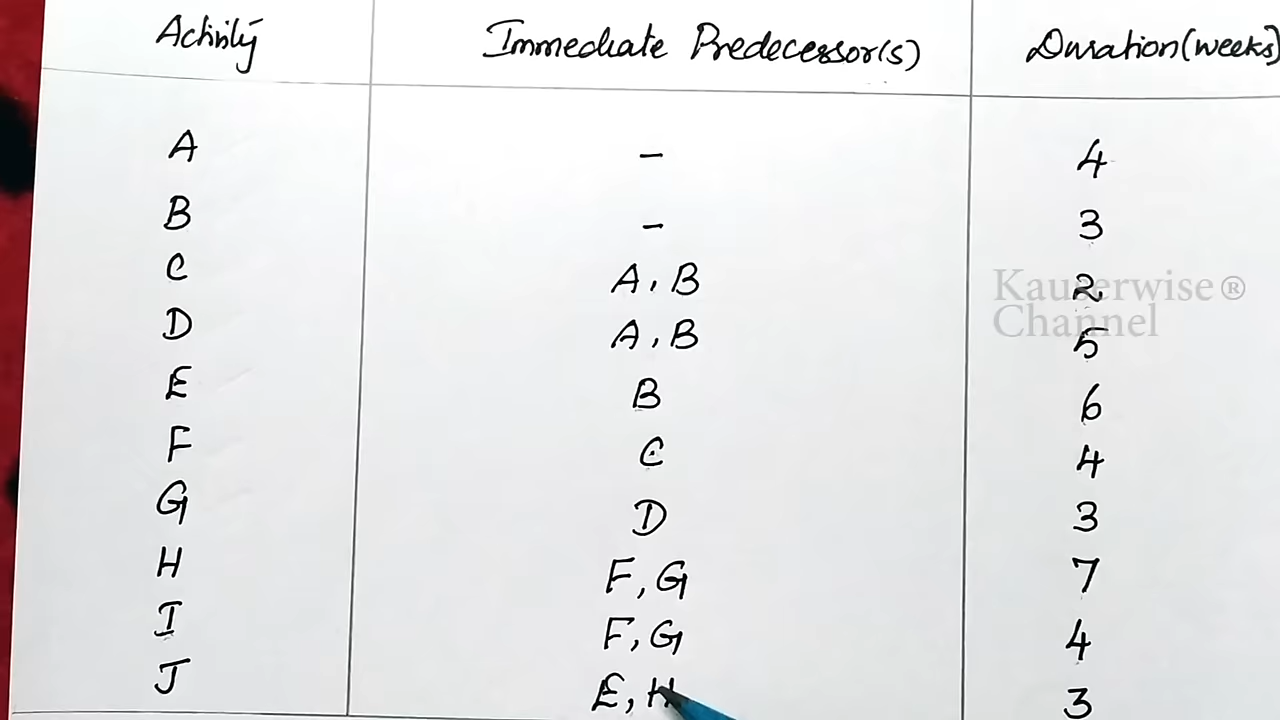 Activity Immediate Predecessor(s) Duration(weeks)
A - 4
B - 3
C A, B 2
D A, B 5
E B 6
F C 4
G D 3
H F, G 7
I F, G 4
J E, H 3
Kauserwise®
Channel